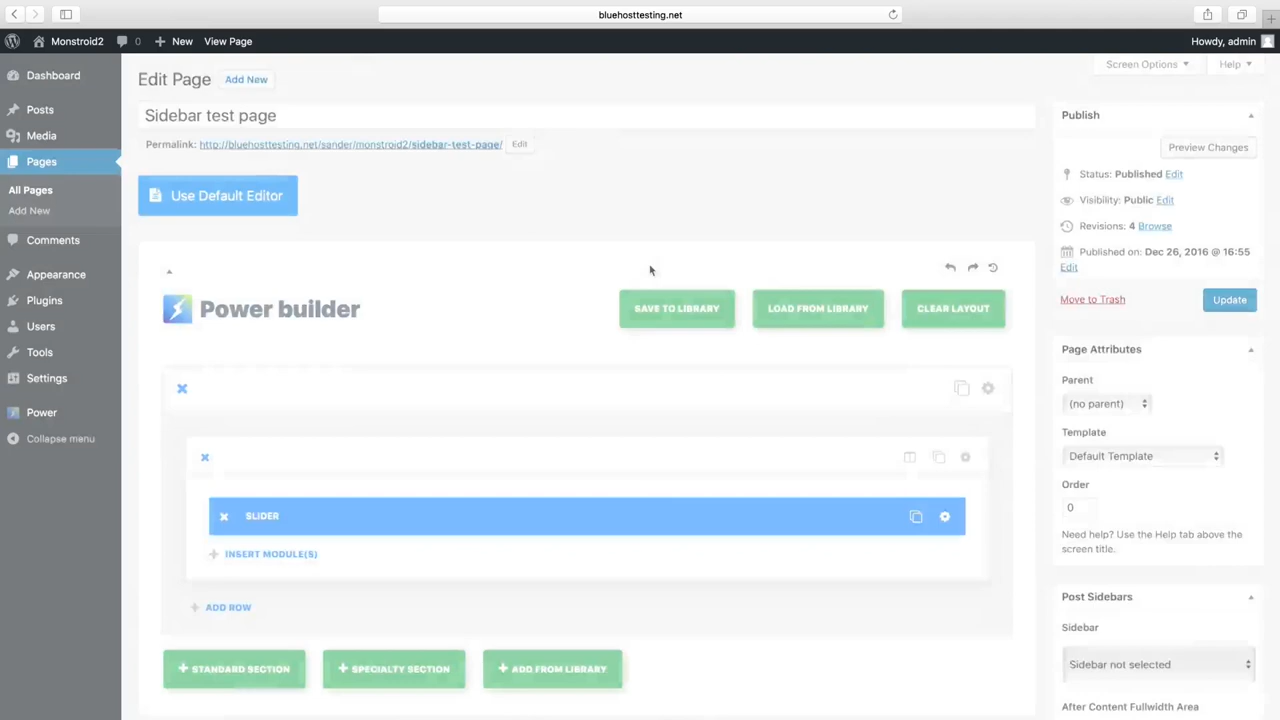 bluehosttesting.net
Monstroid2 0 New View Page Howdy, admin
Screen Options Help
Dashboard
Posts
Media
Pages
All Pages
Add New
Comments
Appearance
Plugins
Users
Tools
Settings
Power
Collapse menu
Edit Page Add New
Sidebar test page
Permalink: http://bluehosttesting.net/sander/monstroid2/sidebar-test-page/ Edit
Use Default Editor
Power builder
SAVE TO LIBRARY LOAD FROM LIBRARY CLEAR LAYOUT
SLIDER
INSERT MODULE(S)
ADD ROW
STANDARD SECTION SPECIALTY SECTION ADD FROM LIBRARY
Publish
Preview Changes
Status: Published Edit
Visibility: Public Edit
Revisions: 4 Browse
Published on: Dec 26, 2016 @ 16:55
Edit
Move to Trash Update
Page Attributes
Parent
(no parent)
Template
Default Template
Order
0
Need help? Use the Help tab above the
screen title.
Post Sidebars
Sidebar
Sidebar not selected
After Content Fullwidth Area